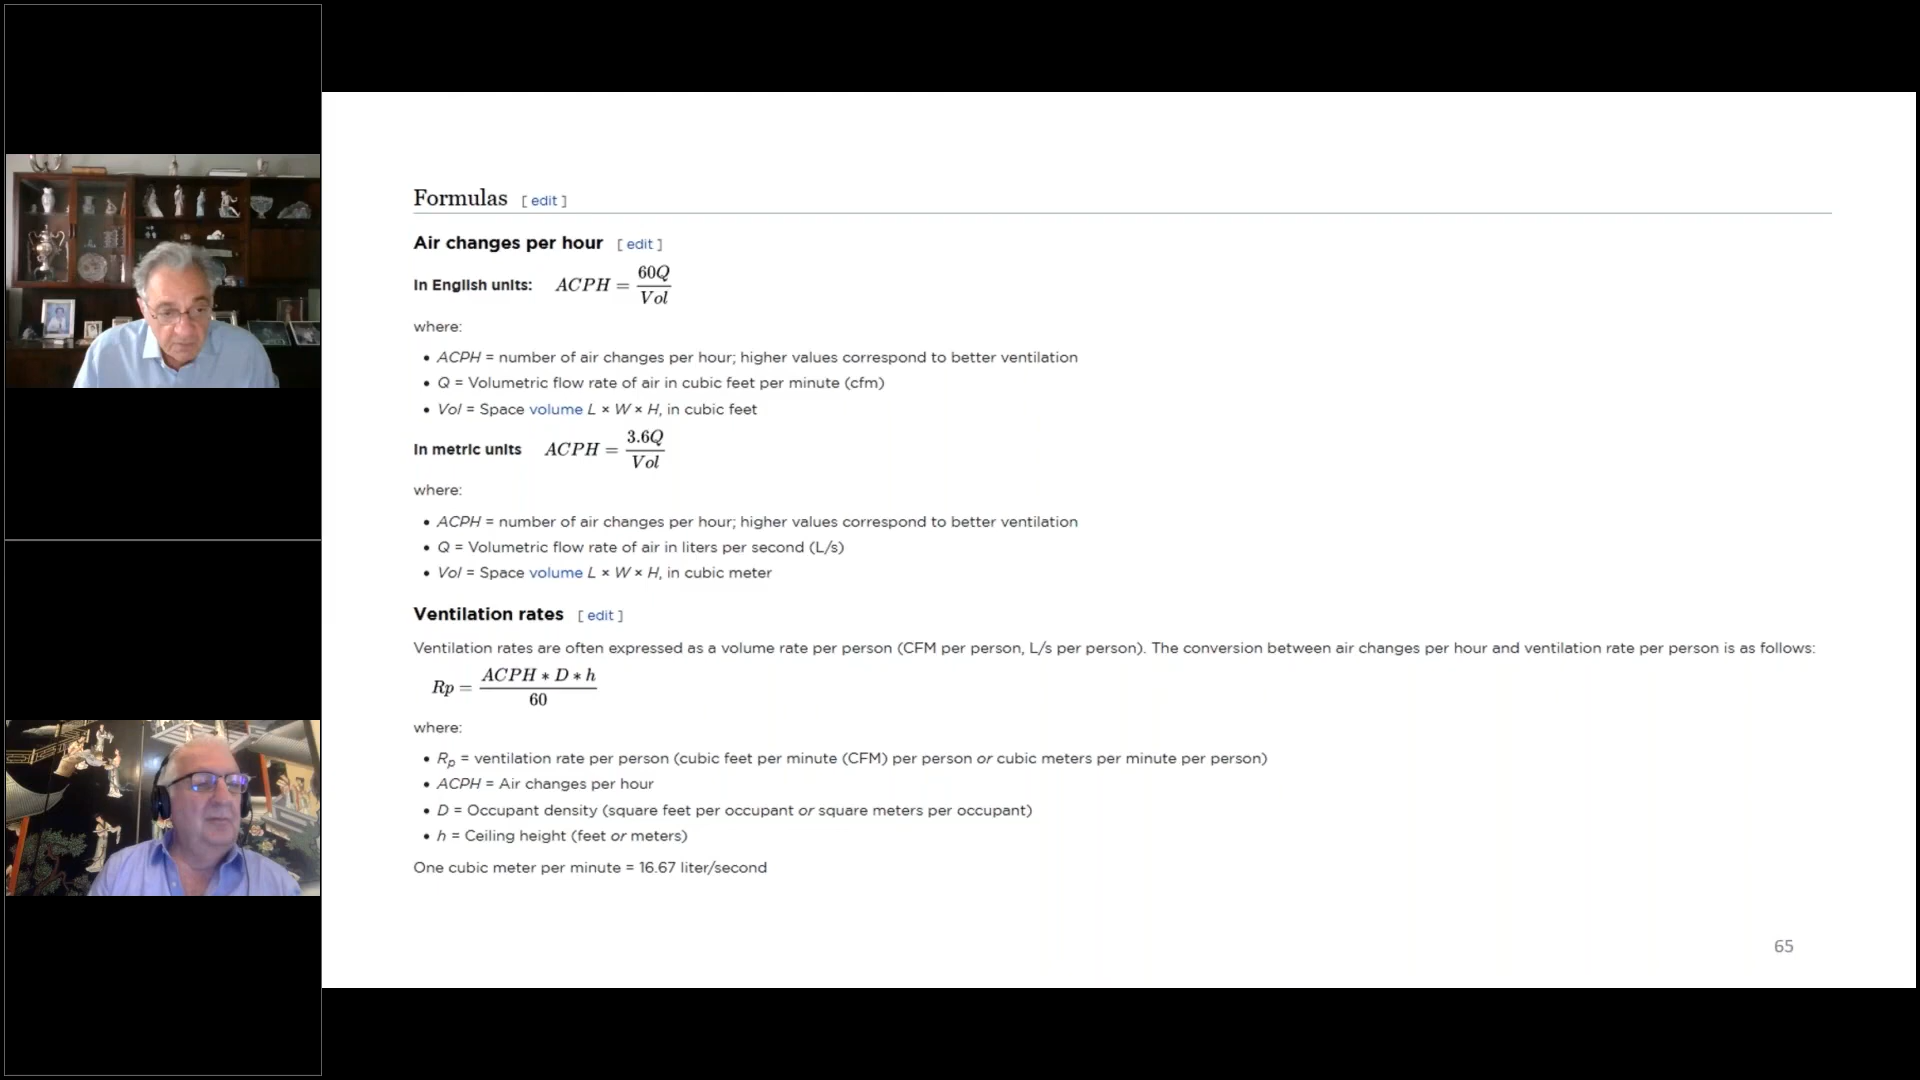 Formulas [ edit ]
Air changes per hour [ edit ]
In English units: ACPH = 60Q / Vol
where:
• ACPH = number of air changes per hour; higher values correspond to better ventilation
• Q = Volumetric flow rate of air in cubic feet per minute (cfm)
• Vol = Space volume L × W × H, in cubic feet
In metric units ACPH = 3.6Q / Vol
where:
• ACPH = number of air changes per hour; higher values correspond to better ventilation
• Q = Volumetric flow rate of air in liters per second (L/s)
• Vol = Space volume L × W × H, in cubic meter
Ventilation rates [ edit ]
Ventilation rates are often expressed as a volume rate per person (CFM per person, L/s per person). The conversion between air changes per hour and ventilation rate per person is as follows:
Rp = ACPH * D * h / 60
where:
• Rp = ventilation rate per person (cubic feet per minute (CFM) per person or cubic meters per minute per person)
• ACPH = Air changes per hour
• D = Occupant density (square feet per occupant or square meters per occupant)
• h = Ceiling height (feet or meters)
One cubic meter per minute = 16.67 liter/second
65